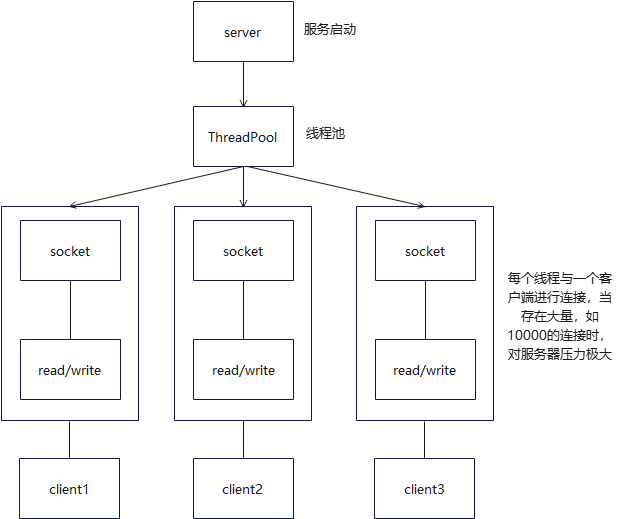 server
服务启动
ThreadPool
线程池
socket
socket
socket
每个线程与一个客
户端进行连接，当
存在大量，如
10000的连接时，
对服务器压力极大
read/write
read/write
read/write
client1
client2
client3